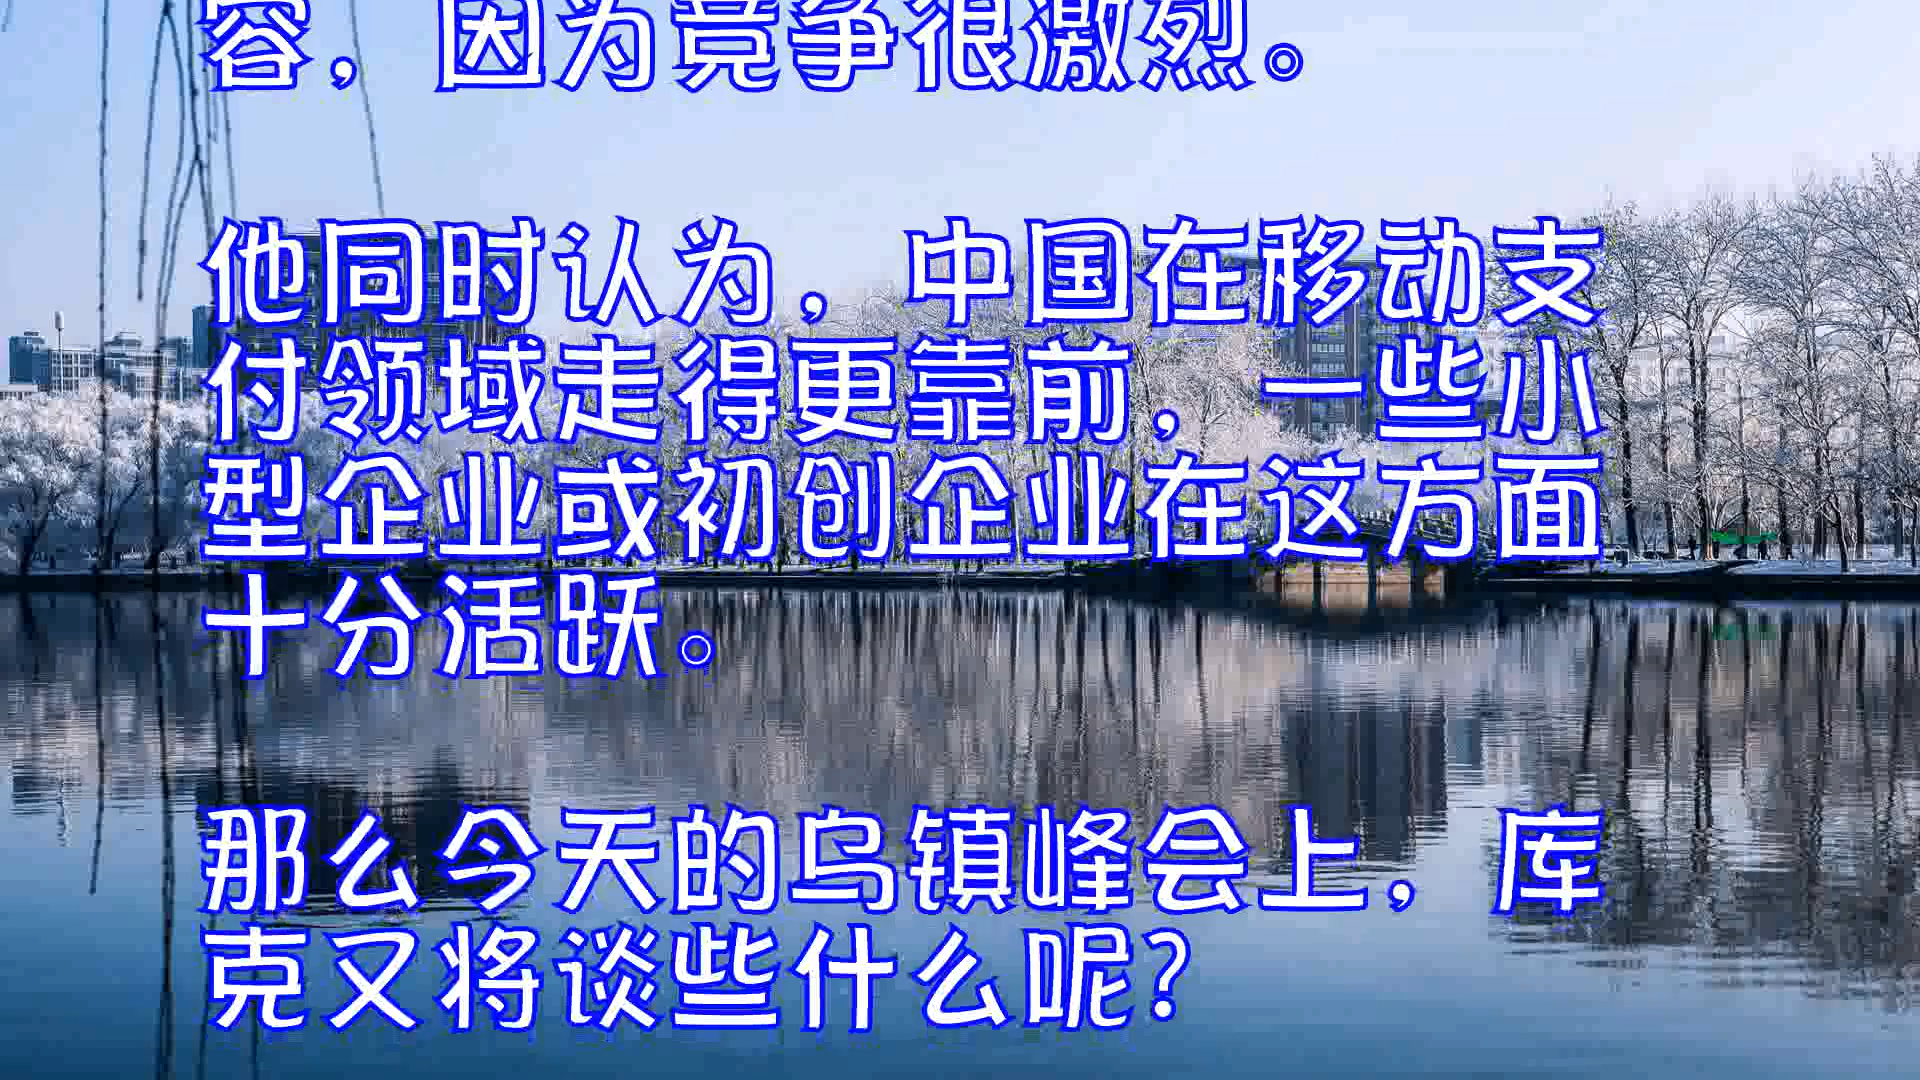 容，因为竞争很激烈。
他同时认为，中国在移动支
付领域走得更靠前，一些小
型企业或初创企业在这方面
十分活跃。
那么今天的乌镇峰会上，库
克又将谈些什么呢？